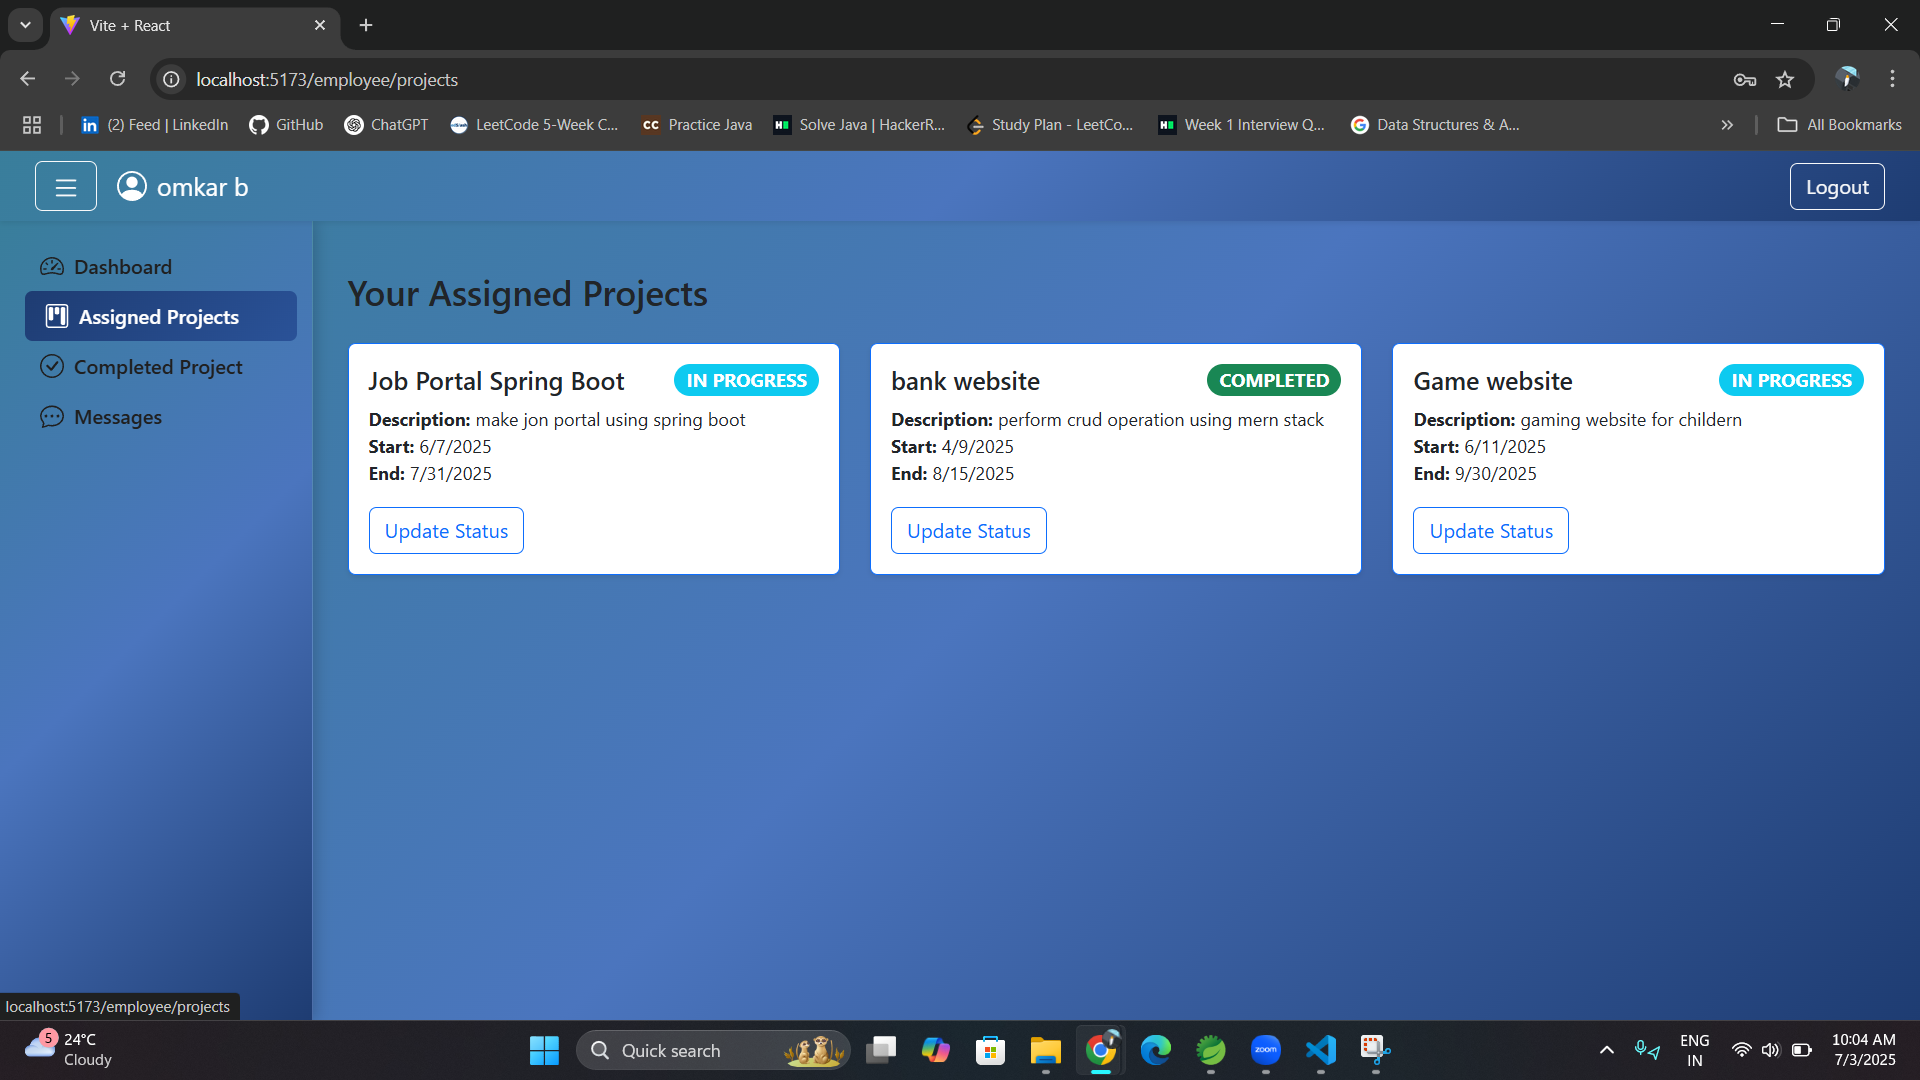 Vite + React
localhost:5173/employee/projects
(2) Feed | LinkedIn GitHub ChatGPT LeetCode 5-Week C... Practice Java Solve Java | HackerR... Study Plan - LeetCo... Week 1 Interview Q... Data Structures & A... All Bookmarks
omkar b
Logout
Dashboard
Assigned Projects
Completed Project
Messages
Your Assigned Projects
Job Portal Spring Boot IN PROGRESS
Description: make jon portal using spring boot
Start: 6/7/2025
End: 7/31/2025
Update Status
bank website COMPLETED
Description: perform crud operation using mern stack
Start: 4/9/2025
End: 8/15/2025
Update Status
Game website IN PROGRESS
Description: gaming website for childern
Start: 6/11/2025
End: 9/30/2025
Update Status
localhost:5173/employee/projects
5
24°C
Cloudy
Quick search
zoom
ENG
IN
10:04 AM
7/3/2025